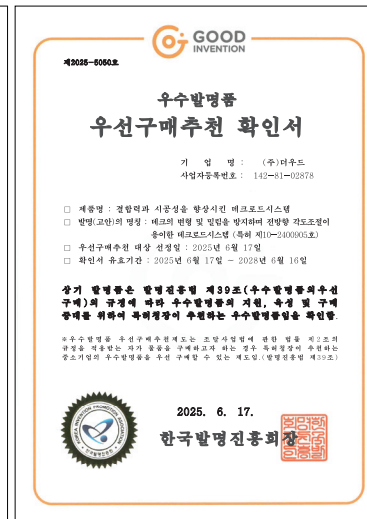 GOOD
INVENTION
제2025-5050호
우수발명품
우선구매추천 확인서
기 업 명 : (주)더우드
사업자등록번호 : 142-81-02878
□ 제품명 : 결합력과 시공성을 향상시킨 데크로드시스템
□ 발명(고안)의 명칭 : 데크의 변형 및 밀림을 방지하며 전방향 각도조절이
용이한 데크로드시스템 (특허 제10-2400905호)
□ 우선구매추천 대상 선정일 : 2025년 6월 17일
□ 확인서 유효기간 : 2025년 6월 17일 - 2028년 6월 16일
상기 발명품은 발명진흥법 제39조(우수발명품의우선
구매)의 규정에 따라 우수발명품의 지원, 육성 및 구매
증대를 위하여 특허청장이 추천하는 우수발명품임을 확인함.
※우수발명품 우선구매추천제도는 조달사업법에 관한 법률 제2조의
규정을 적용받는 자가 물품을 구매하고자 하는 경우 특허청장이 추천하는
중소기업의 우수발명품을 우선 구매할 수 있는 제도임.(발명진흥법 제39조)
2025. 6. 17.
한국발명진흥회장
KOREA INVENTION PROMOTION ASSOCIATION
한국발명진흥회